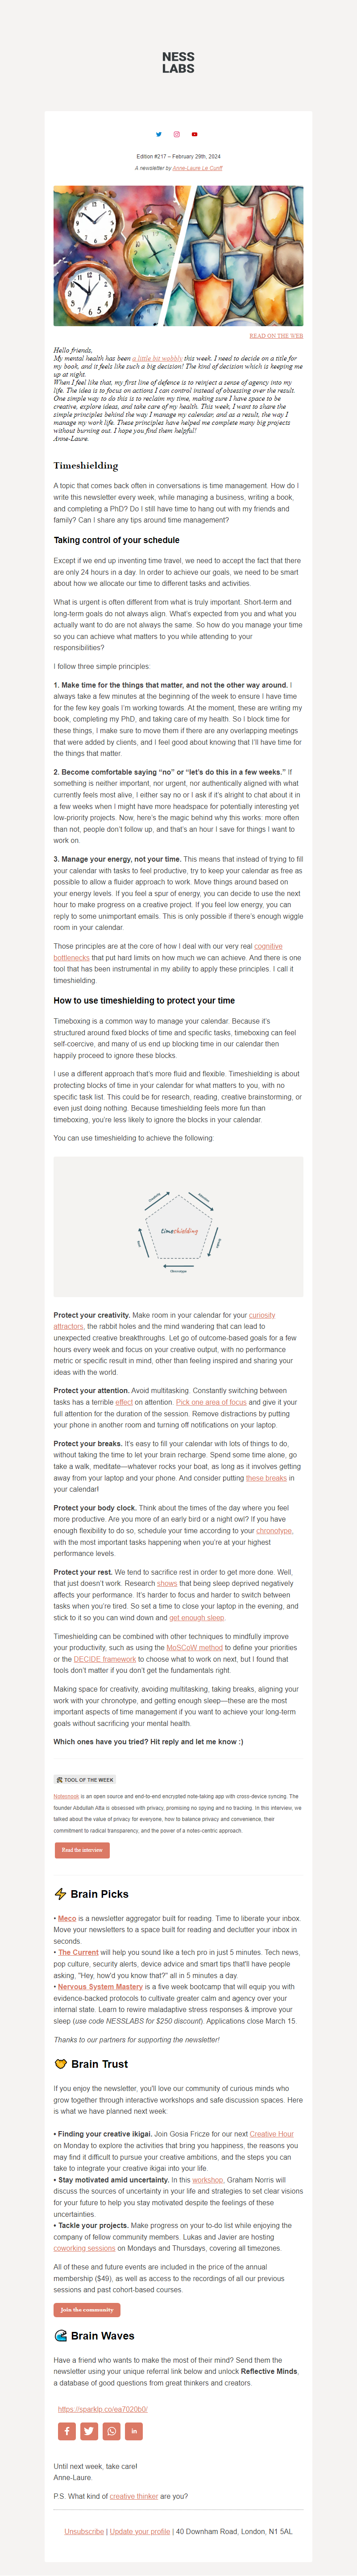 NESS
LABS
Edition #217 – February 29th, 2024
A newsletter by Anne-Laure Le Cunff
READ ON THE WEB
Hello friends,
My mental health has been a little bit wobbly this week. I need to decide on a title for
my book, and it feels like such a big decision! The kind of decision which is keeping me
up at night.
When I feel like that, my first line of defense is to reinject a sense of agency into my
life. The idea is to focus on actions I can control instead of obsessing over the result.
One simple way to do this is to reclaim my time, making sure I have space to be
creative, explore ideas, and take care of my health. This week, I want to share the
simple principles behind the way I manage my calendar, and as a result, the way I
manage my work life. These principles have helped me complete many big projects
without burning out. I hope you find them helpful!
Anne-Laure.
Timeshielding
A topic that comes back often in conversations is time management. How do I
write this newsletter every week, while managing a business, writing a book,
and completing a PhD? Do I still have time to hang out with my friends and
family? Can I share any tips around time management?
Taking control of your schedule
Except if we end up inventing time travel, we need to accept the fact that there
are only 24 hours in a day. In order to achieve our goals, we need to be smart
about how we allocate our time to different tasks and activities.
What is urgent is often different from what is truly important. Short-term and
long-term goals do not always align. What's expected from you and what you
actually want to do are not always the same. So how do you manage your time
so you can achieve what matters to you while attending to your
responsibilities?
I follow three simple principles:
1. Make time for the things that matter, and not the other way around. I
always take a few minutes at the beginning of the week to ensure I have time
for the few key goals I'm working towards. At the moment, these are writing my
book, completing my PhD, and taking care of my health. So I block time for
these things; I make sure to move them if there are any overlapping meetings
that were added by clients, and I feel good about knowing that I'll have time for
the things that matter.
2. Become comfortable saying “no” or “let’s do this in a few weeks.” If
something is neither important, nor urgent, nor authentically aligned with what
currently feels most alive, I either say no or I ask if it's alright to chat about it in
a few weeks when I might have more headspace for potentially interesting yet
low-priority projects. Now, here's the magic behind why this works: more often
than not, people don't follow up, and that's an hour I save for things I want to
work on.
3. Manage your energy, not your time. This means that instead of trying to fill
your calendar with tasks to feel productive, try to keep your calendar as free as
possible to allow a fluider approach to work. Move things around based on
your energy levels. If you feel a spur of energy, you can decide to use the next
hour to make progress on a creative project. If you feel low energy, you can
reply to some unimportant emails. This is only possible if there's enough wiggle
room in your calendar.
Those principles are at the core of how I deal with our very real cognitive
bottlenecks that put hard limits on how much we can achieve. And there is one
tool that has been instrumental in my ability to apply these principles. I call it
timeshielding.
How to use timeshielding to protect your time
Timeboxing is a common way to manage your calendar. Because it's
structured around fixed blocks of time and specific tasks, timeboxing can feel
self-coercive, and many of us end up blocking time in our calendar then
happily proceed to ignore these blocks.
I use a different approach that's more fluid and flexible. Timeshielding is about
protecting blocks of time in your calendar for what matters to you, with no
specific task list. This could be for research, reading, creative brainstorming, or
even just doing nothing. Because timeshielding feels more fun than
timeboxing, you're less likely to ignore the blocks in your calendar.
You can use timeshielding to achieve the following:
Creativity
Attention
timeshielding
Rest
Breaks
Chronotype
Protect your creativity. Make room in your calendar for your curiosity
attractors, the rabbit holes and the mind wandering that can lead to
unexpected creative breakthroughs. Let go of outcome-based goals for a few
hours every week and focus on your creative output, with no performance
metric or specific result in mind, other than feeling inspired and sharing your
ideas with the world.
Protect your attention. Avoid multitasking. Constantly switching between
tasks has a terrible effect on attention. Pick one area of focus and give it your
full attention for the duration of the session. Remove distractions by putting
your phone in another room and turning off notifications on your laptop.
Protect your breaks. It's easy to fill your calendar with lots of things to do,
without taking the time to let your brain recharge. Spend some time alone, go
take a walk, meditate—whatever rocks your boat, as long as it involves getting
away from your laptop and your phone. And consider putting these breaks in
your calendar!
Protect your body clock. Think about the times of the day where you feel
more productive. Are you more of an early bird or a night owl? If you have
enough flexibility to do so, schedule your time according to your chronotype,
with the most important tasks happening when you're at your highest
performance levels.
Protect your rest. We tend to sacrifice rest in order to get more done. Well,
that just doesn't work. Research shows that being sleep deprived negatively
affects your performance. It's harder to focus and harder to switch between
tasks when you're tired. So set a time to close your laptop in the evening, and
stick to it so you can wind down and get enough sleep.
Timeshielding can be combined with other techniques to mindfully improve
your productivity, such as using the MoSCoW method to define your priorities
or the DECIDE framework to choose what to work on next, but I found that
tools don't matter if you don't get the fundamentals right.
Making space for creativity, avoiding multitasking, taking breaks, aligning your
work with your chronotype, and getting enough sleep—these are the most
important aspects of time management if you want to achieve your long-term
goals without sacrificing your mental health.
Which ones have you tried? Hit reply and let me know :)
🛠 TOOL OF THE WEEK
Notesnook is an open source and end-to-end encrypted note-taking app with cross-device syncing. The
founder Abdullah Atta is obsessed with privacy, promising no spying and no tracking. In this interview, we
talked about the value of privacy for everyone, how to balance privacy and convenience, their
commitment to radical transparency, and the power of a notes-centric approach.
Read the interview
⚡ Brain Picks
• Meco is a newsletter aggregator built for reading. Time to liberate your inbox.
Move your newsletters to a space built for reading and declutter your inbox in
seconds.
• The Current will help you sound like a tech pro in just 5 minutes. Tech news,
pop culture, security alerts, device advice and smart tips that'll have people
asking, "Hey, how'd you know that?" all in 5 minutes a day.
• Nervous System Mastery is a five week bootcamp that will equip you with
evidence-backed protocols to cultivate greater calm and agency over your
internal state. Learn to rewire maladaptive stress responses & improve your
sleep (use code NESSLABS for $250 discount). Applications close March 15.
Thanks to our partners for supporting the newsletter!
Brain Trust
If you enjoy the newsletter, you'll love our community of curious minds who
grow together through interactive workshops and safe discussion spaces. Here
is what we have planned next week:
• Finding your creative ikigai. Join Gosia Fricze for our next Creative Hour
on Monday to explore the activities that bring you happiness, the reasons you
may find it difficult to pursue your creative ambitions, and the steps you can
take to integrate your creative ikigai into your life.
• Stay motivated amid uncertainty. In this workshop, Graham Norris will
discuss the sources of uncertainty in your life and strategies to set clear visions
for your future to help you stay motivated despite the feelings of these
uncertainties.
• Tackle your projects. Make progress on your to-do list while enjoying the
company of fellow community members. Lukas and Javier are hosting
coworking sessions on Mondays and Thursdays, covering all timezones.
All of these and future events are included in the price of the annual
membership ($49), as well as access to the recordings of all our previous
sessions and past cohort-based courses.
Join the community
🌊 Brain Waves
Have a friend who wants to make the most of their mind? Send them the
newsletter using your unique referral link below and unlock Reflective Minds,
a database of good questions from great thinkers and creators.
https://sparklp.co/ea7020b0/
Until next week, take care!
Anne-Laure.
P.S. What kind of creative thinker are you?
Unsubscribe | Update your profile | 40 Downham Road, London, N1 5AL